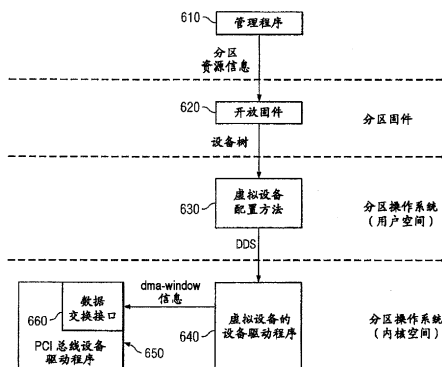 610
管理程序
分区
资源信息
620
开放固件
分区固件
设备树
630
虚拟设备
配置方法
分区操作系统
(用户空间)
DDS
dma-window
信息
660
数据
交换接口
640
虚拟设备的
设备驱动程序
分区操作系统
(内核空间)
PCI 总线设备
驱动程序
650